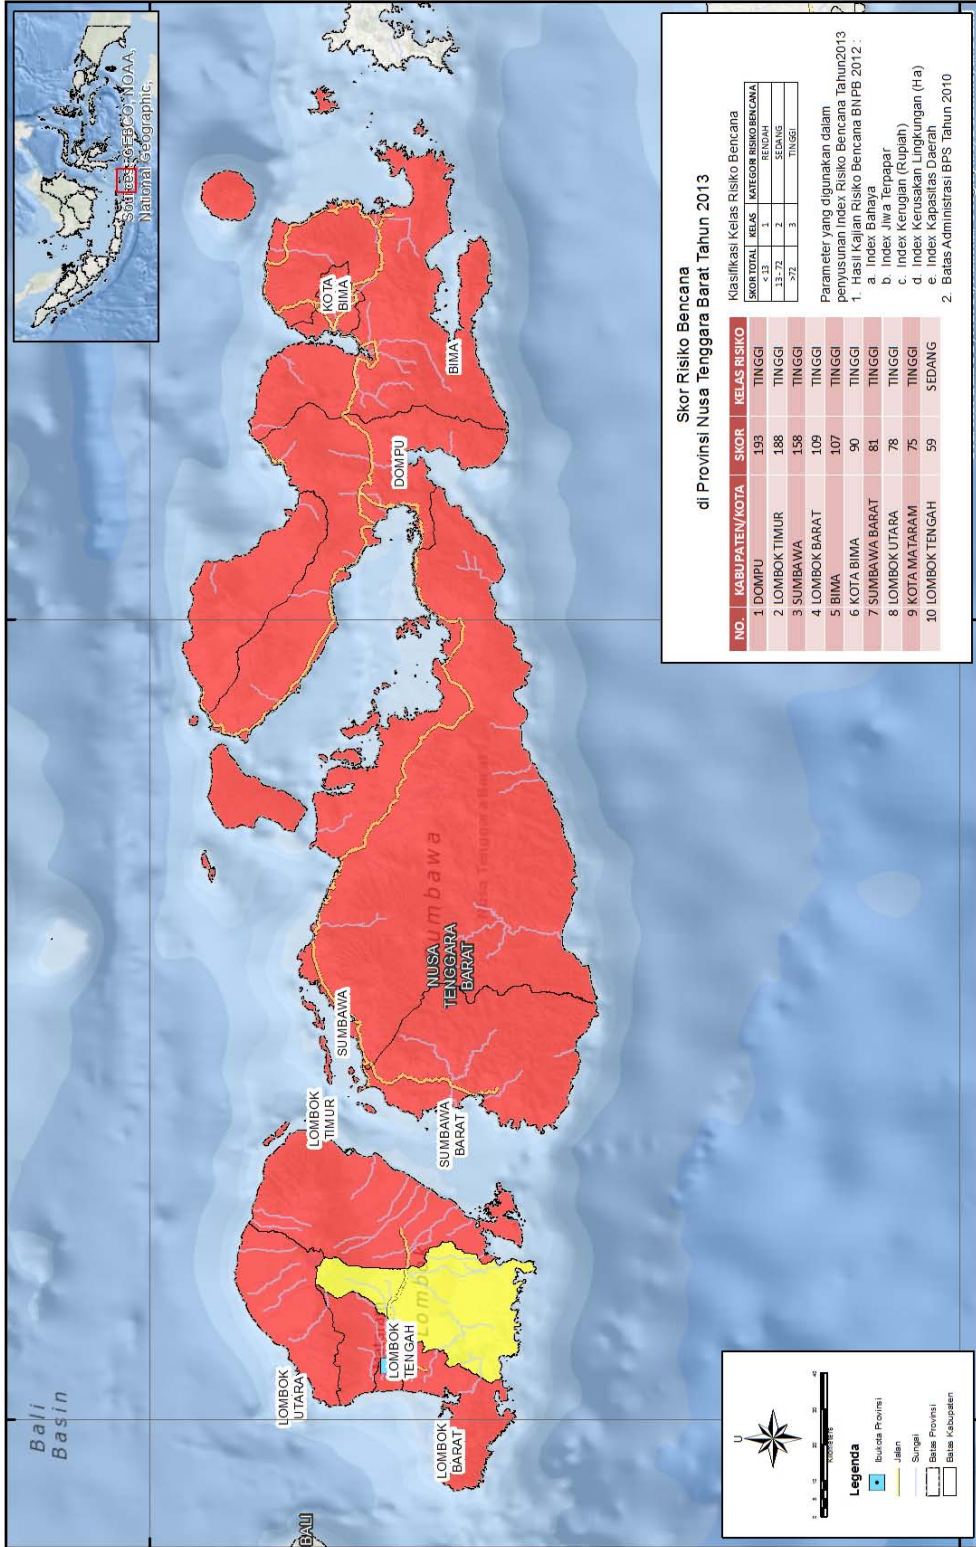 Sources: GEBCO, NOAA,
National Geographic,
Bali
Basin
BALI
LOMBOK
UTARA
LOMBOK
BARAT
LOMBOK
TENGAH
Lombo
LOMBOK
TIMUR
SUMBAWA
BARAT
SUMBAWA
NUSA
TENGGARA
BARAT
umbawa
DOMPU
BIMA
KOTA
BIMA
Skor Risiko Bencana
di Provinsi Nusa Tenggara Barat Tahun 2013
NO. KABUPATEN/KOTA SKOR KELAS RISIKO
1 DOMPU 193 TINGGI
2 LOMBOK TIMUR 188 TINGGI
3 SUMBAWA 158 TINGGI
4 LOMBOK BARAT 109 TINGGI
5 BIMA 107 TINGGI
6 KOTA BIMA 90 TINGGI
7 SUMBAWA BARAT 81 TINGGI
8 LOMBOK UTARA 78 TINGGI
9 KOTA MATARAM 75 TINGGI
10 LOMBOK TENGAH 59 SEDANG
Klasifikasi Kelas Risiko Bencana
SKOR TOTAL KELAS KATEGORI RISIKO BENCANA
< 13 1 RENDAH
13 - 72 2 SEDANG
>72 3 TINGGI
Parameter yang digunakan dalam
penyusunan Index Risiko Bencana Tahun2013
1. Hasil Kajian Risiko Bencana BNPB 2012 :
a. Index Bahaya
b. Index Jiwa Terpapar
c. Index Kerugian (Rupiah)
d. Index Kerusakan Lingkungan (Ha)
e. Index Kapasitas Daerah
2. Batas Administrasi BPS Tahun 2010
U
Kilometers
Legenda
Ibukota Provinsi
Jalan
Sungai
Batas Provinsi
Batas Kabupaten